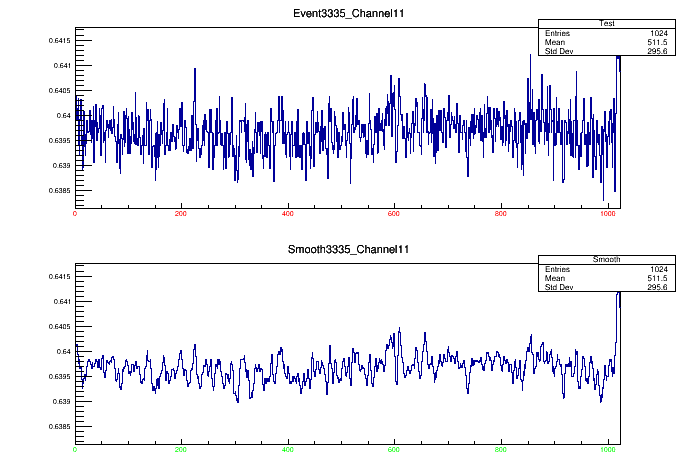 Event3335_Channel11
Test
Entries 1024
Mean 511.5
Std Dev 295.6
0.6415
0.641
0.6405
0.64
0.6395
0.639
0.6385
0 200 400 600 800 1000
Smooth3335_Channel11
Smooth
Entries 1024
Mean 511.5
Std Dev 295.6
0.6415
0.641
0.6405
0.64
0.6395
0.639
0.6385
0 200 400 600 800 1000